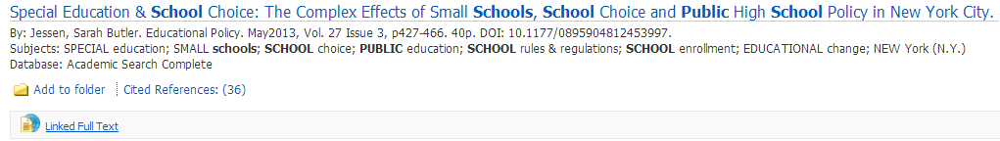 Special Education & School Choice: The Complex Effects of Small Schools, School Choice and Public High School Policy in New York City.
By: Jessen, Sarah Butler. Educational Policy. May2013, Vol. 27 Issue 3, p427-466. 40p. DOI: 10.1177/0895904812453997.
Subjects: SPECIAL education; SMALL schools; SCHOOL choice; PUBLIC education; SCHOOL rules & regulations; SCHOOL enrollment; EDUCATIONAL change; NEW York (N.Y.)
Database: Academic Search Complete
Add to folder Cited References: (36)
Linked Full Text